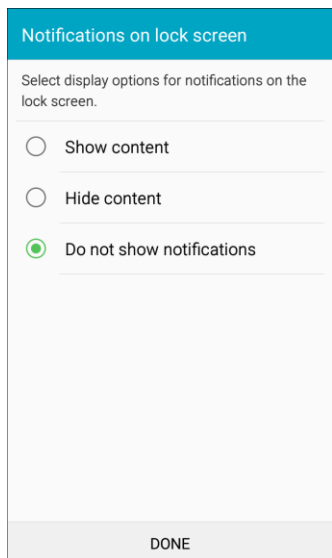 Notifications on lock screen
Select display options for notifications on the
lock screen.
Show content
Hide content
Do not show notifications
DONE